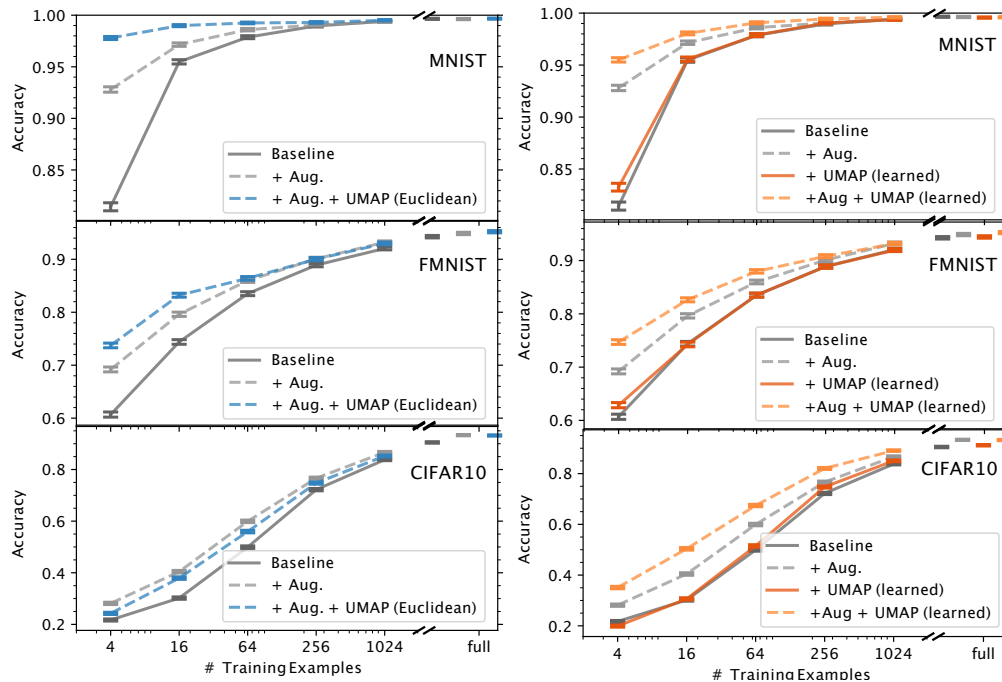 1.00
0.95
0.90
0.85
Accuracy
MNIST
Baseline
+ Aug.
+ Aug. + UMAP (Euclidean)
0.9
0.8
0.7
0.6
Accuracy
FMNIST
Baseline
+ Aug.
+ Aug. + UMAP (Euclidean)
0.8
0.6
0.4
0.2
Accuracy
CIFAR10
Baseline
+ Aug.
+ Aug. + UMAP (Euclidean)
4 16 64 256 1024 full
# Training Examples
1.00
0.95
0.90
0.85
Accuracy
MNIST
Baseline
+ Aug.
+ UMAP (learned)
+Aug + UMAP (learned)
0.9
0.8
0.7
0.6
Accuracy
FMNIST
Baseline
+ Aug.
+ UMAP (learned)
+Aug + UMAP (learned)
0.8
0.6
0.4
0.2
Accuracy
CIFAR10
Baseline
+ Aug.
+ UMAP (learned)
+Aug + UMAP (learned)
4 16 64 256 1024 full
# Training Examples